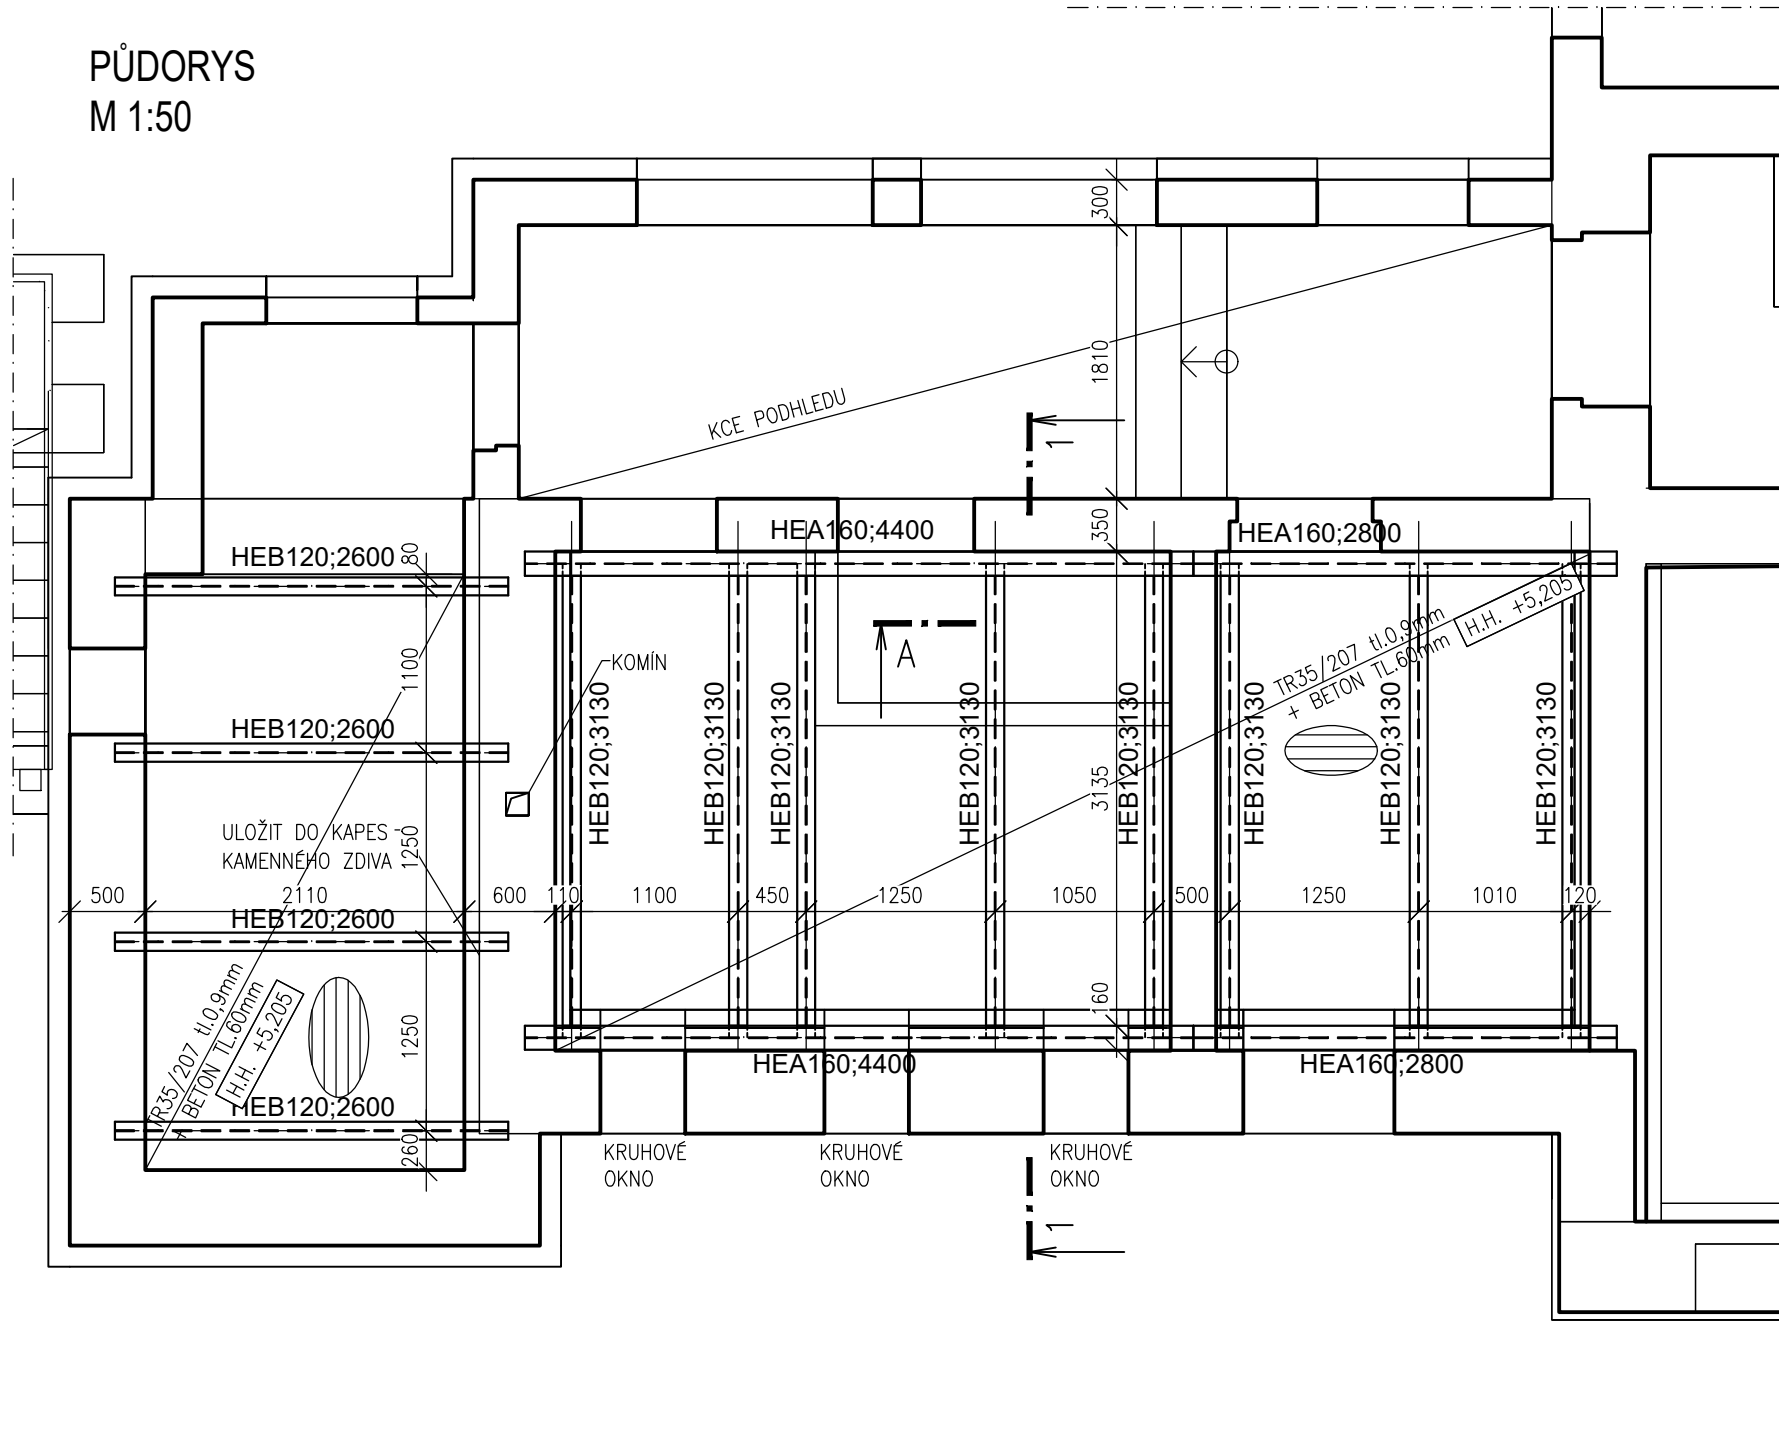 PŮDORYS
M 1:50
300
1810
KCE PODHLEDU
1
350
HEA160;4400
HEA160;2800
HEB120;2600
80
A
KOMÍN
TR35/207 tl.0,9mm
+ BETON TL.60mm
H.H. +5,205
1100
HEB120;2600
HEB120;3130
HEB120;3130
HEB120;3130
HEB120;3130
HEB120;3130
HEB120;3130
HEB120;3130
HEB120;3130
3135
ULOŽIT DO KAPES
KAMENNÉHO ZDIVA
1250
500
2110
600
110
1100
450
1250
1050
500
1250
1010
120
HEB120;2600
TR35/207 tl.0,9mm
+ BETON TL.60mm
H.H. +5,205
1250
160
HEA160;4400
HEA160;2800
HEB120;2600
260
KRUHOVÉ
OKNO
KRUHOVÉ
OKNO
KRUHOVÉ
OKNO
1